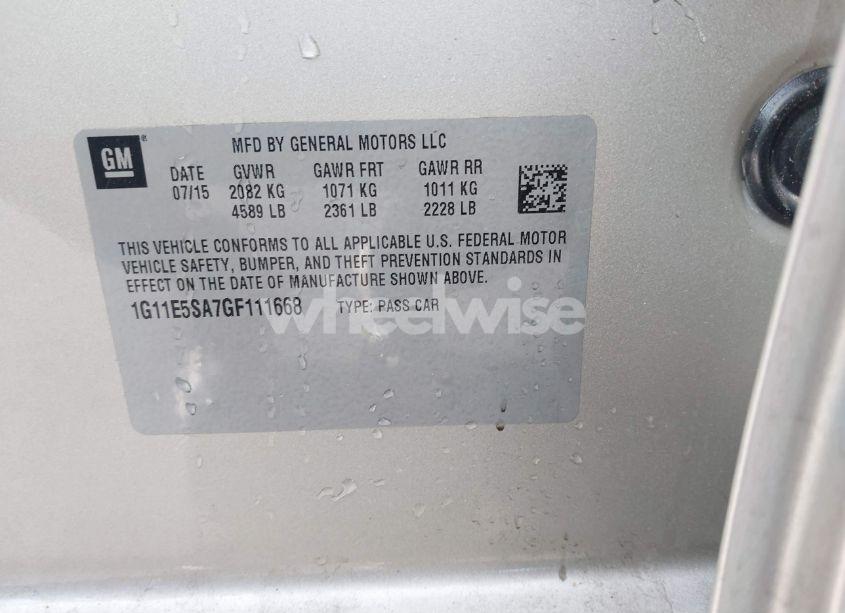 GM
MFD BY GENERAL MOTORS LLC
DATE GVWR GAWR FRT GAWR RR
07/15 2082 KG 1071 KG 1011 KG
4589 LB 2361 LB 2228 LB
THIS VEHICLE CONFORMS TO ALL APPLICABLE U.S. FEDERAL MOTOR
VEHICLE SAFETY, BUMPER, AND THEFT PREVENTION STANDARDS IN
EFFECT ON THE DATE OF MANUFACTURE SHOWN ABOVE.
1G11E5SA7GF111668 TYPE: PASS CAR
wheelwise